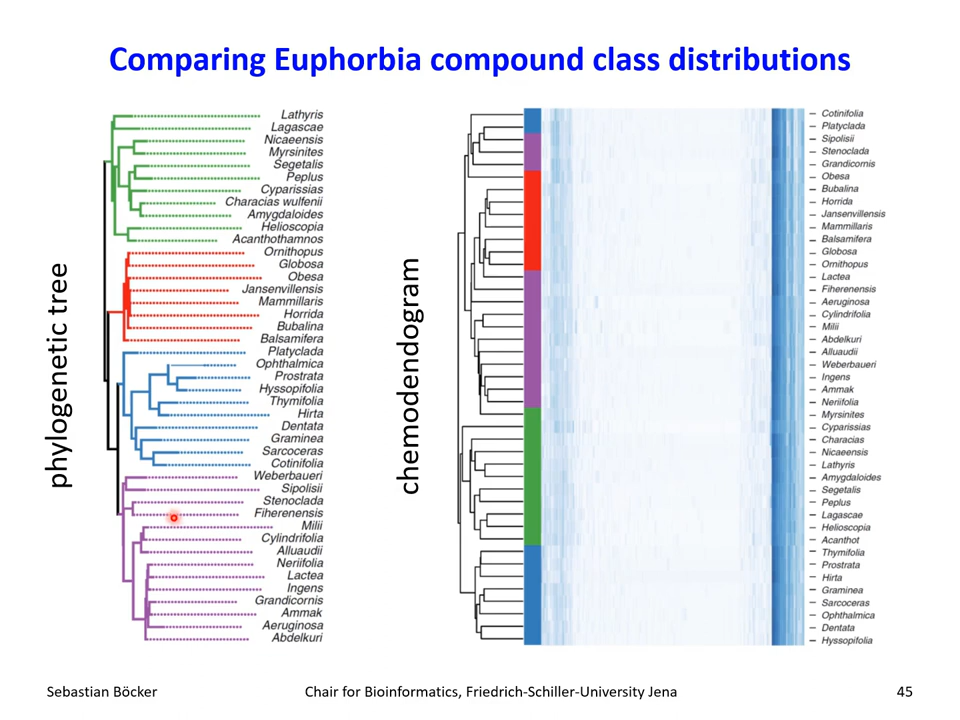 Comparing Euphorbia compound class distributions
phylogenetic tree
Lathyris
Lagascae
Nicaeensis
Myrsinites
Segetalis
Peplus
Cyparissias
Characias wulfenii
Amygdaloides
Helioscopia
Acanthothamnos
Ornithopus
Globosa
Obesa
Jansenvillensis
Mammillaris
Horrida
Bubalina
Balsamifera
Platyclada
Ophthalmica
Prostrata
Hyssopifolia
Thymifolia
Hirta
Dentata
Graminea
Sarcoceras
Cotinifolia
Weberbaueri
Sipolisii
Stenoclada
Fiherenensis
Milii
Cylindrifolia
Alluaudii
Neriifolia
Lactea
Ingens
Grandicornis
Ammak
Aeruginosa
Abdelkuri
chemodendogram
Cotinifolia
Platyclada
Sipolisii
Stenoclada
Grandicornis
Obesa
Bubalina
Horrida
Jansenvillensis
Mammillaris
Balsamifera
Globosa
Ornithopus
Lactea
Fiherenensis
Aeruginosa
Cylindrifolia
Milii
Abdelkuri
Alluaudii
Weberbaueri
Ingens
Ammak
Neriifolia
Myrsinites
Cyparissias
Characias
Nicaeensis
Lathyris
Amygdaloides
Segetalis
Peplus
Lagascae
Helioscopia
Acanthot
Thymifolia
Prostrata
Hirta
Graminea
Sarcoceras
Ophthalmica
Dentata
Hyssopifolia
Sebastian Böcker
Chair for Bioinformatics, Friedrich-Schiller-University Jena
45